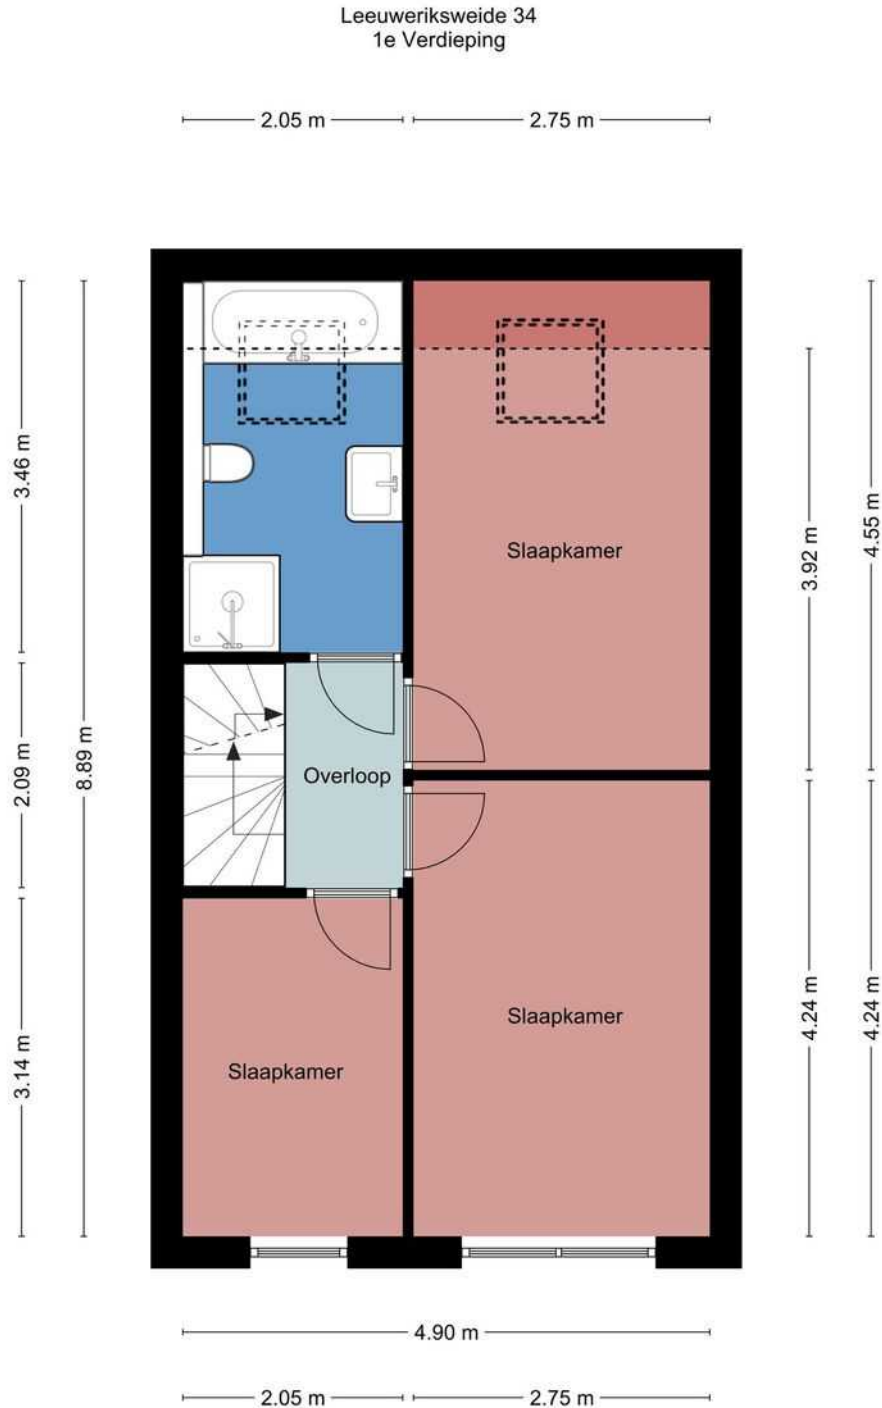 Leeuweriksweide 34
1e Verdieping
2.05 m
2.75 m
3.46 m
2.09 m
3.14 m
8.89 m
Slaapkamer
Overloop
Slaapkamer
Slaapkamer
3.92 m
4.24 m
4.55 m
4.24 m
4.90 m
2.05 m
2.75 m